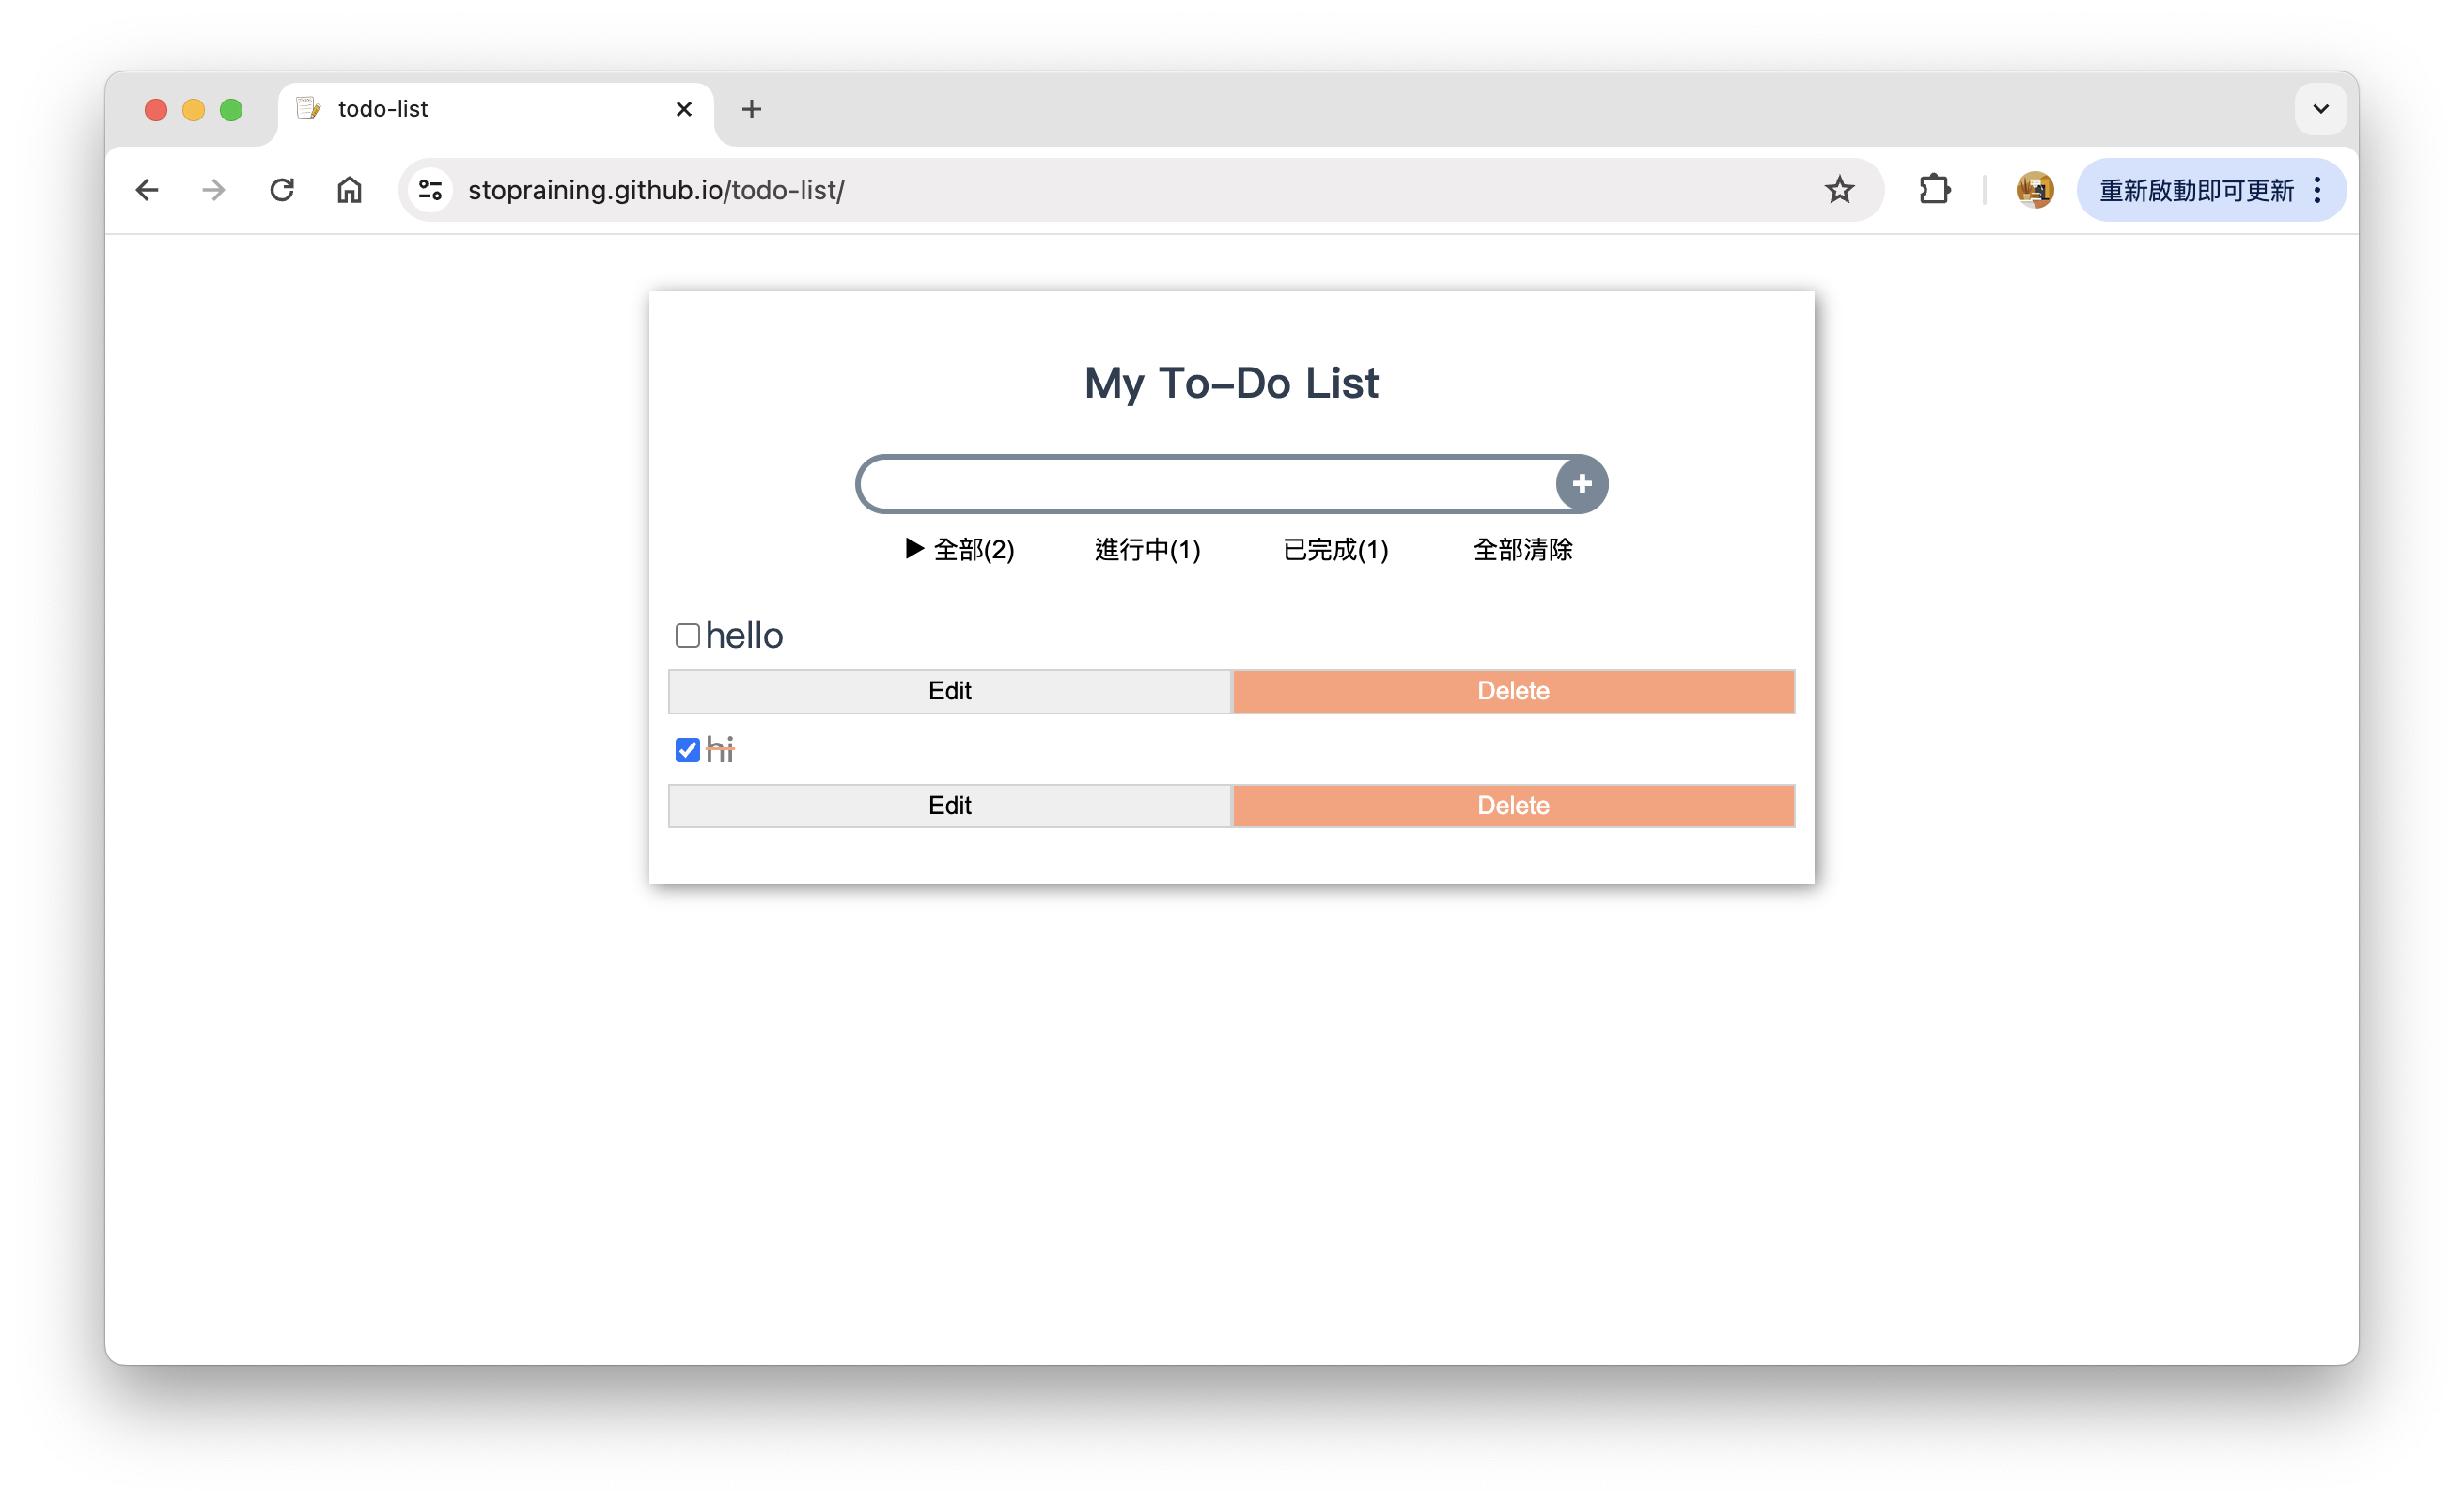 todo-list
stopraining.github.io/todo-list/
重新啟動即可更新
My To-Do List
▶ 全部(2) 進行中(1) 已完成(1) 全部清除
hello
Edit Delete
hi
Edit Delete